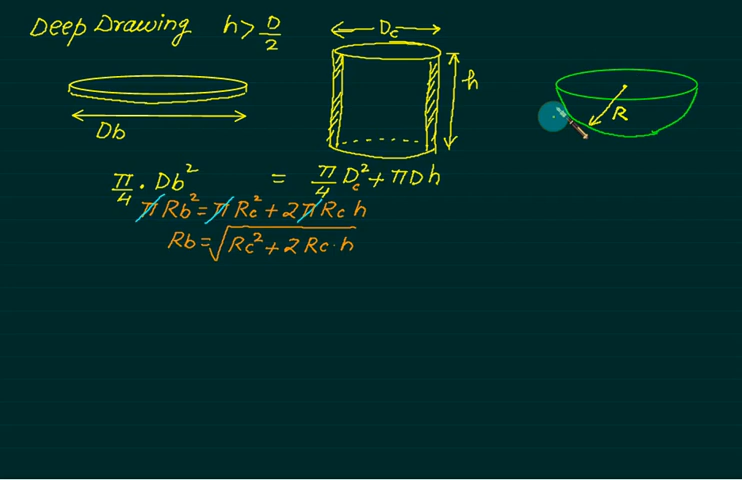 Deep Drawing h > D/2
Dc
h
Db
R
π/4 . Db² = π/4 Dc² + πDh
πRb² = πRc² + 2πRc h
Rb = √(Rc² + 2Rc·h)